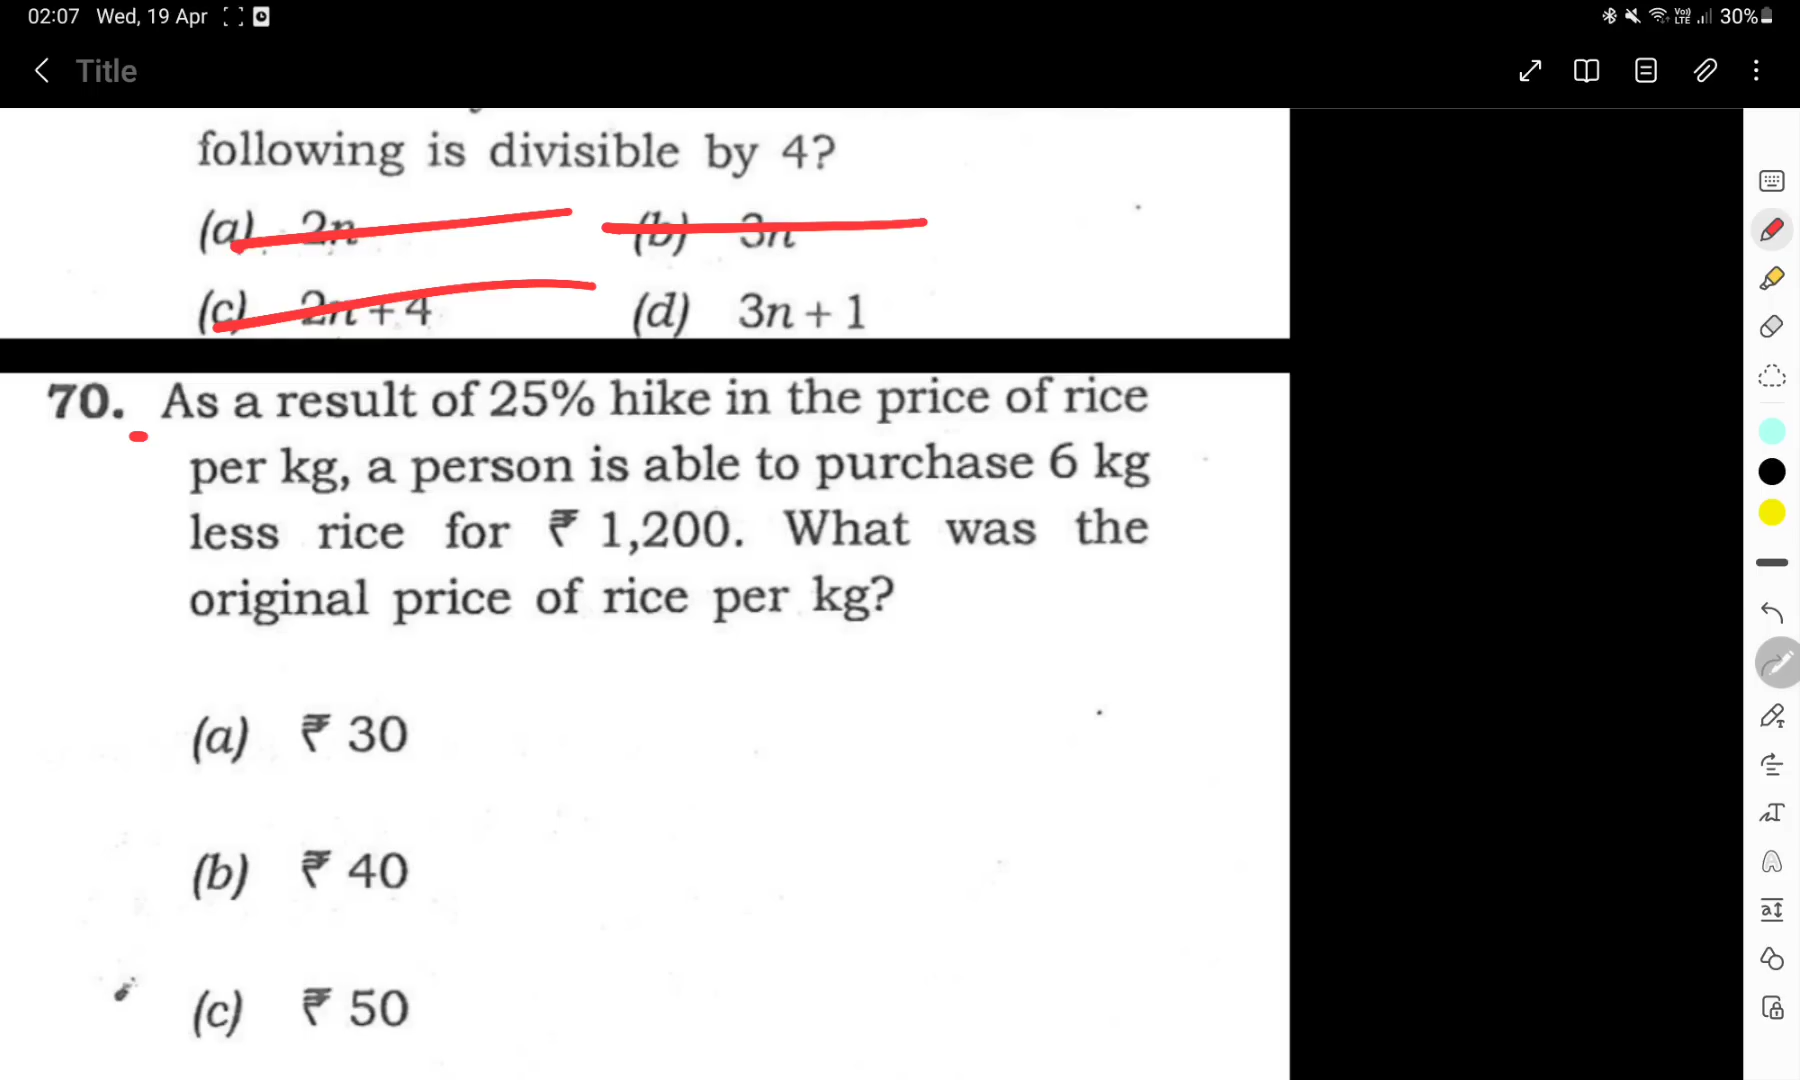 02:07 Wed, 19 Apr
Vo)) LTE 30%
Title
following is divisible by 4?
(a) 2n (b) 3n
(c) 2n + 4 (d) 3n + 1
70. As a result of 25% hike in the price of rice
per kg, a person is able to purchase 6 kg
less rice for ₹ 1,200. What was the
original price of rice per kg?
(a) ₹ 30
(b) ₹ 40
(c) ₹ 50